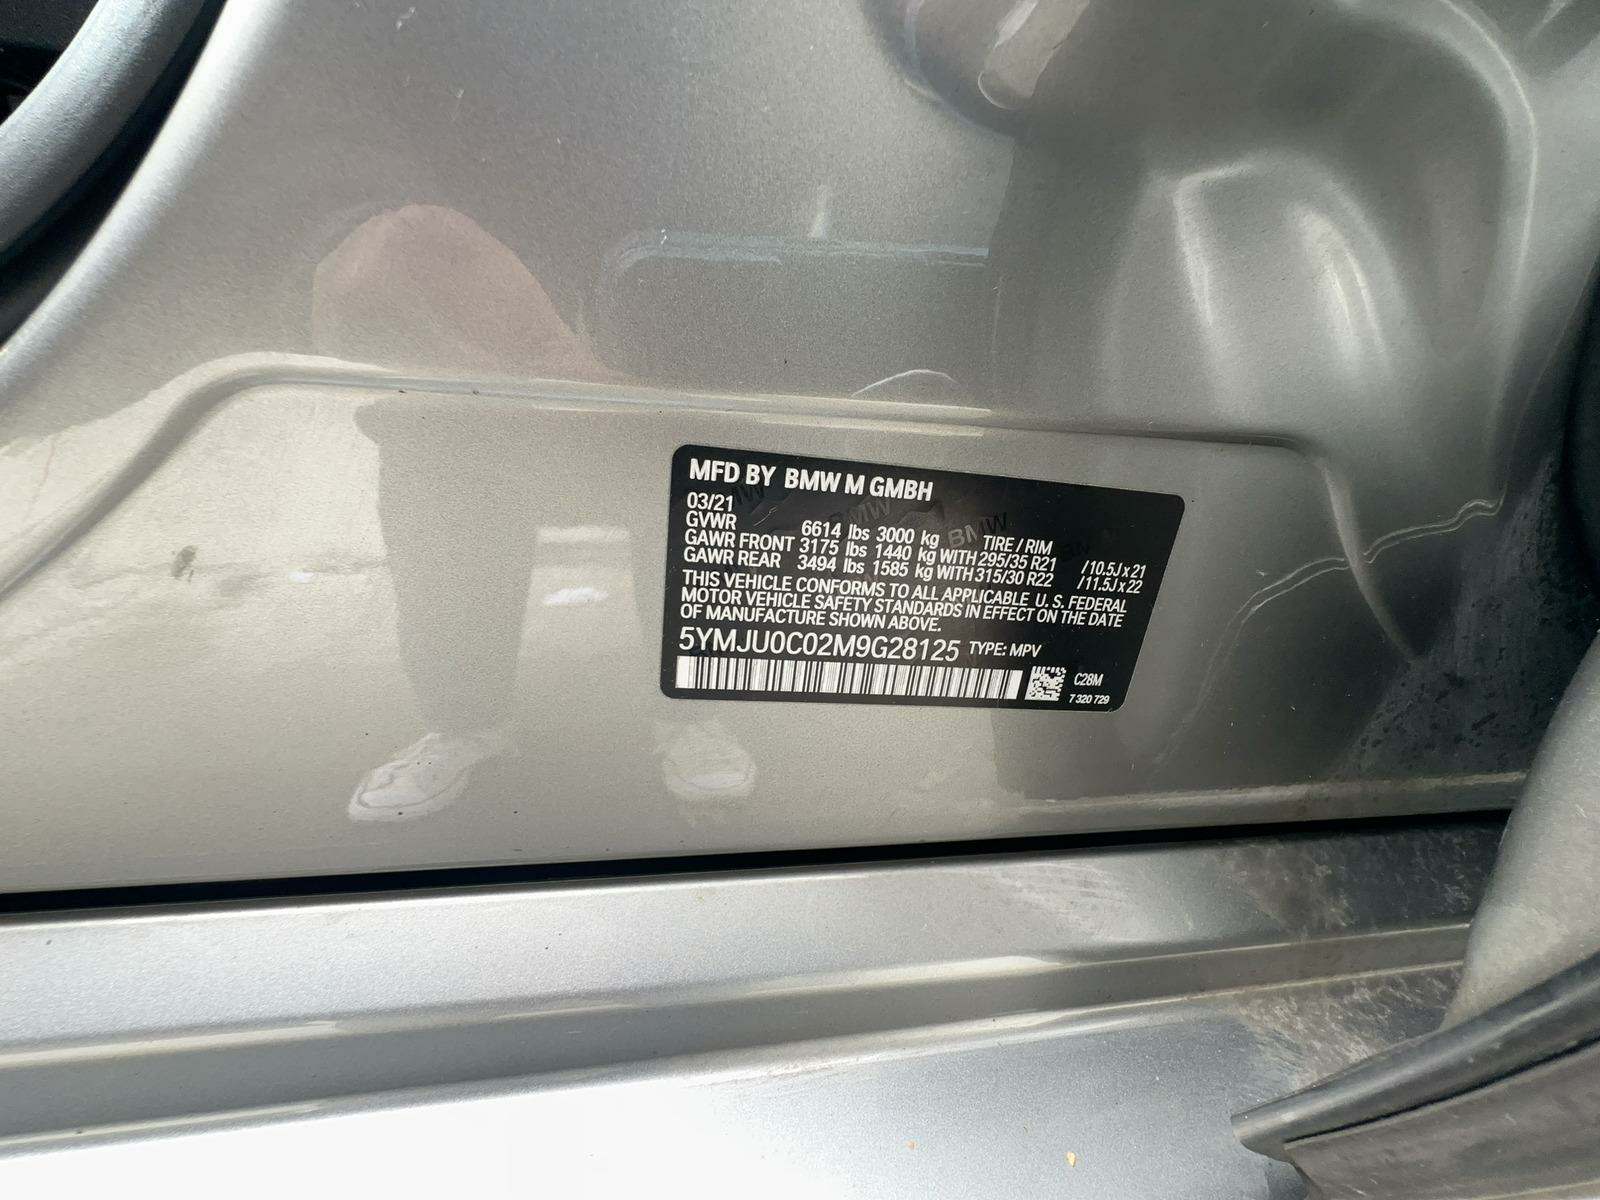 MFD BY BMW M GMBH
03/21
GVWR 6614 lbs 3000 kg TIRE / RIM
GAWR FRONT 3175 lbs 1440 kg WITH 295/35 R21 /10.5J x 21
GAWR REAR 3494 lbs 1585 kg WITH 315/30 R22 /11.5J x 22
THIS VEHICLE CONFORMS TO ALL APPLICABLE U. S. FEDERAL
MOTOR VEHICLE SAFETY STANDARDS IN EFFECT ON THE DATE
OF MANUFACTURE SHOWN ABOVE.
5YMJU0C02M9G28125 TYPE: MPV
C28M
7 320 729